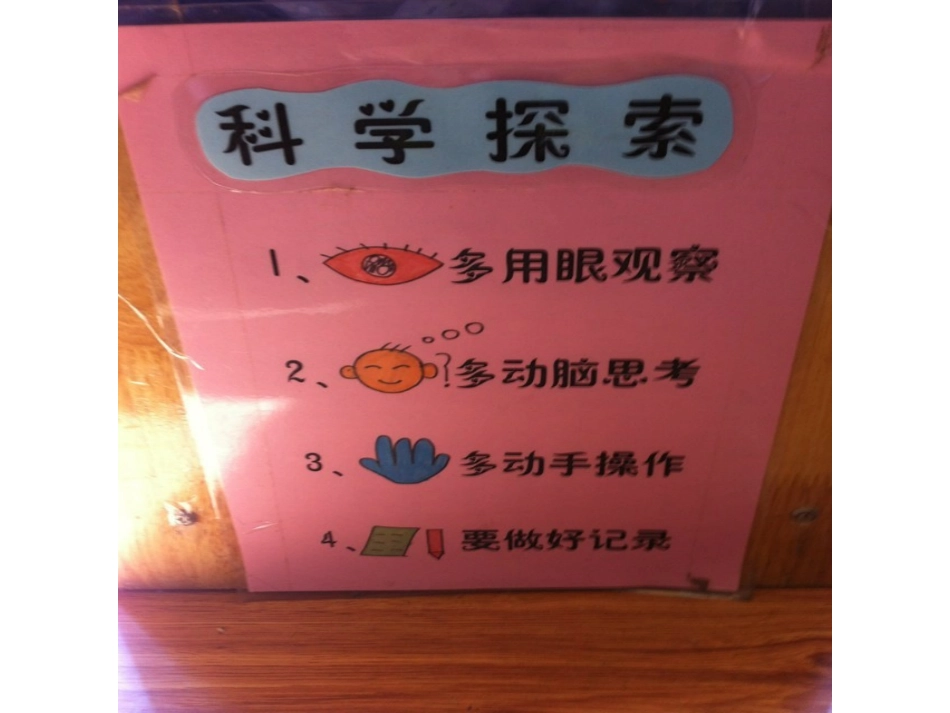 科学探索
1、多用眼观察
2、?多动脑思考
3、多动手操作
4、要做好记录